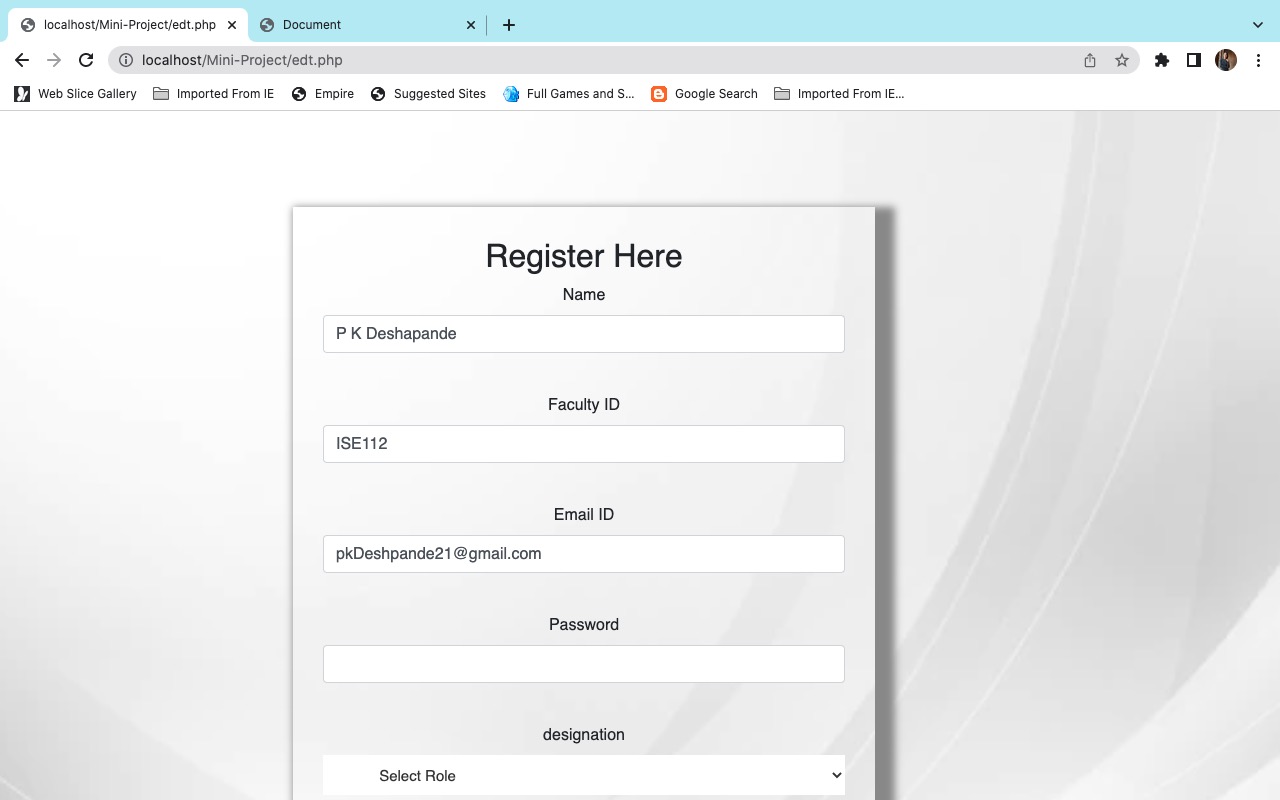 localhost/Mini-Project/edt.php
Document
localhost/Mini-Project/edt.php
Web Slice Gallery
Imported From IE
Empire
Suggested Sites
Full Games and S...
Google Search
Imported From IE...
Register Here
Name
P K Deshapande
Faculty ID
ISE112
Email ID
pkDeshpande21@gmail.com
Password
designation
Select Role